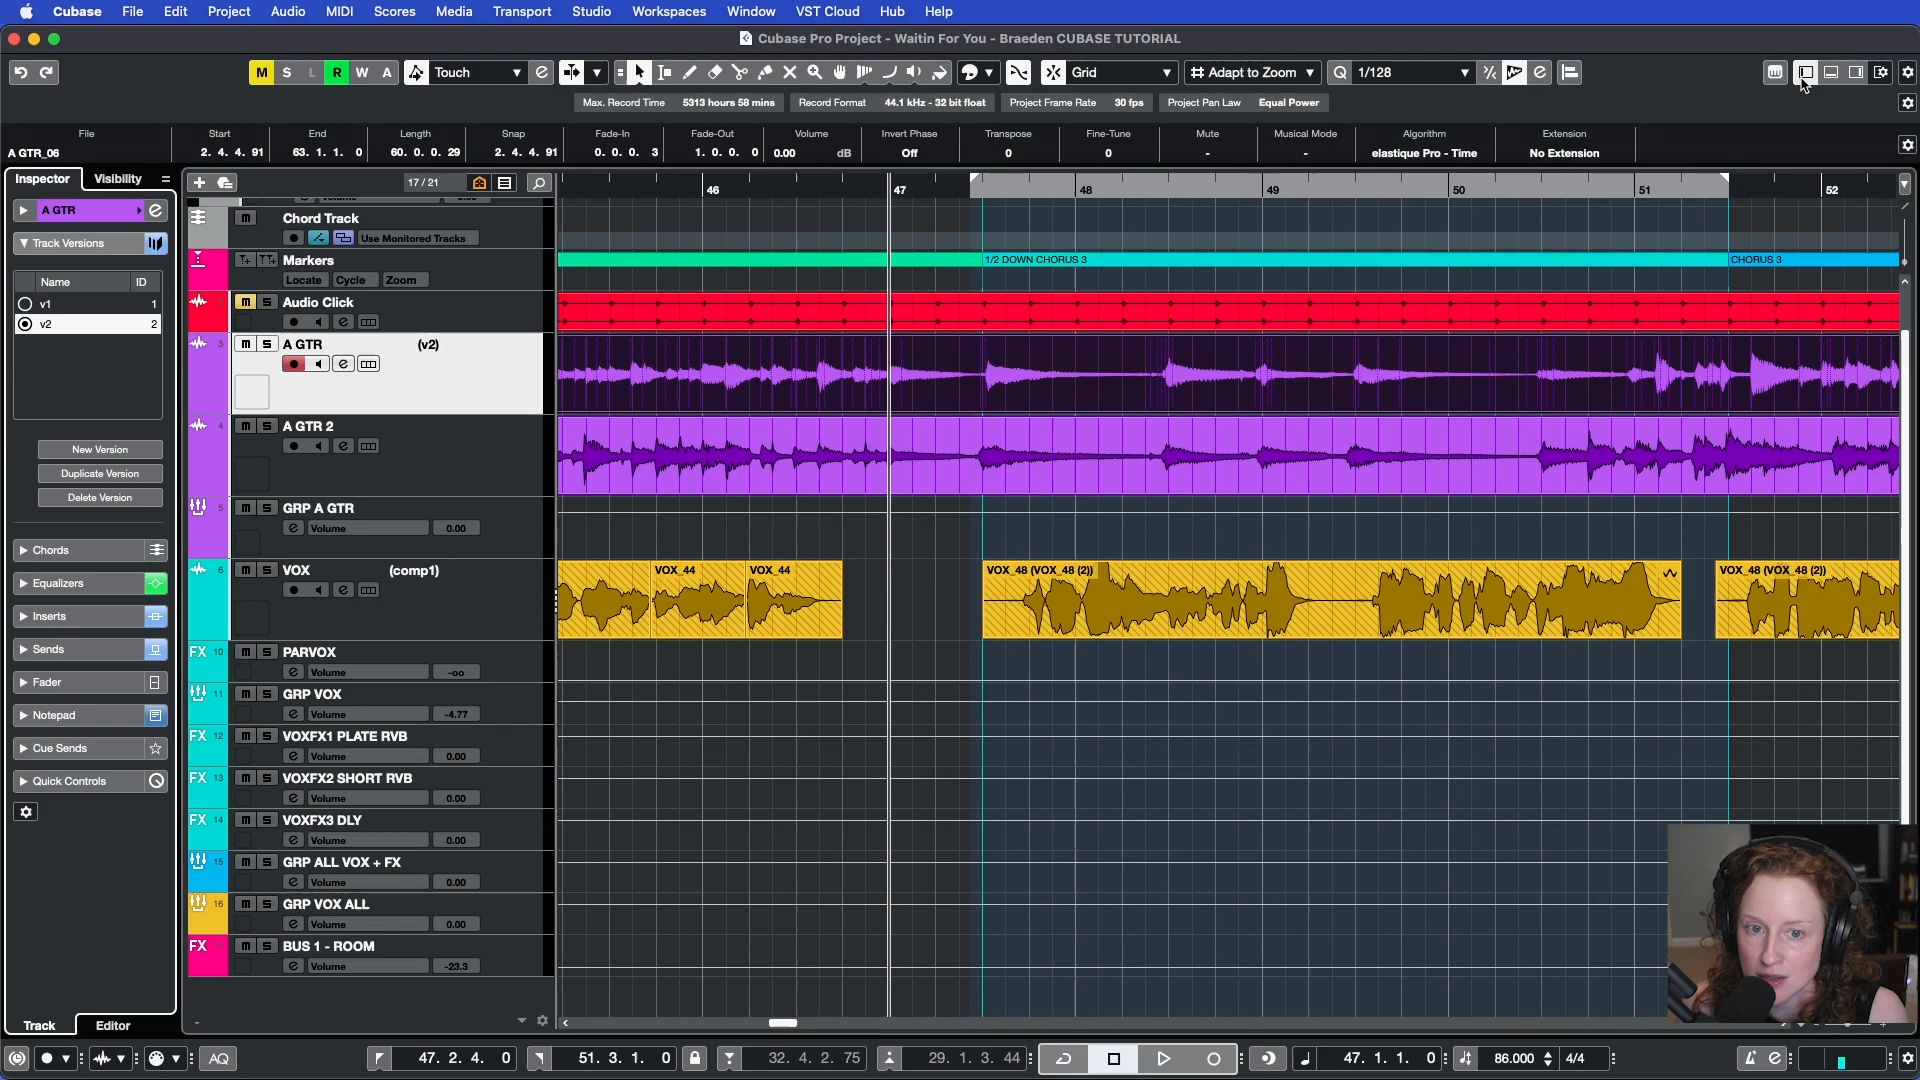 Cubase File Edit Project Audio MIDI Scores Media Transport Studio Workspaces Window VST Cloud Hub Help
Cubase Pro Project - Waitin For You - Braeden CUBASE TUTORIAL
M S L R W A Touch Grid Adapt to Zoom Q 1/128
Max. Record Time 5313 hours 58 mins Record Format 44.1 kHz - 32 bit float Project Frame Rate 30 fps Project Pan Law Equal Power
File Start End Length Snap Fade-In Fade-Out Volume Invert Phase Transpose Fine-Tune Mute Musical Mode Algorithm Extension
A GTR_06 2. 4. 4. 91 63. 1. 1. 0 60. 0. 0. 29 2. 4. 4. 91 0. 0. 0. 3 1. 0. 0. 0 0.00 dB Off 0 0 - - elastique Pro - Time No Extension
Inspector Visibility
17 / 21
46 47 48 49 50 51 52
A GTR
Track Versions
Name ID
v1 1
v2 2
New Version
Duplicate Version
Delete Version
Chords
Equalizers
Inserts
Sends
Fader
Notepad
Cue Sends
Quick Controls
Track Editor
m Chord Track
Use Monitored Tracks
Markers
Locate Cycle Zoom
1/2 DOWN CHORUS 3 CHORUS 3
m S Audio Click
3 m S A GTR (v2)
4 m S A GTR 2
5 m S GRP A GTR
Volume 0.00
6 m S VOX (comp1)
VOX_44 VOX_44 VOX_48 (VOX_48 (2)) VOX_48 (VOX_48 (2))
FX 10 m S PARVOX
Volume -oo
11 m S GRP VOX
Volume -4.77
FX 12 m S VOXFX1 PLATE RVB
Volume 0.00
FX 13 m S VOXFX2 SHORT RVB
Volume 0.00
FX 14 m S VOXFX3 DLY
Volume 0.00
15 m S GRP ALL VOX + FX
Volume 0.00
16 m S GRP VOX ALL
Volume 0.00
FX m S BUS 1 - ROOM
Volume -23.3
AQ 47. 2. 4. 0 51. 3. 1. 0 32. 4. 2. 75 29. 1. 3. 44 47. 1. 1. 0 86.000 4/4